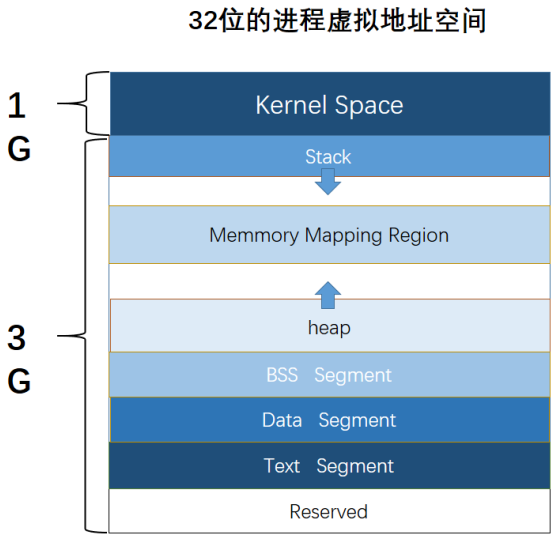 32位的进程虚拟地址空间
1
G
Kernel Space
Stack
Memmory Mapping Region
3
G
heap
BSS Segment
Data Segment
Text Segment
Reserved